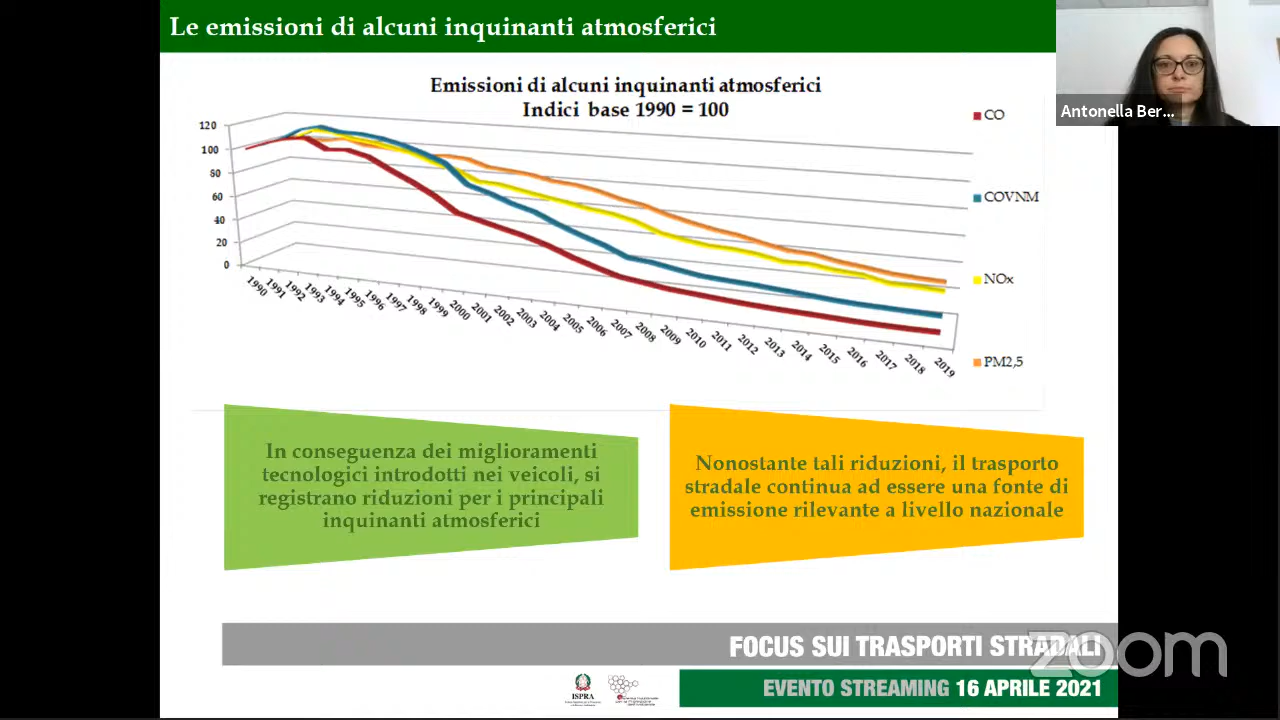 Le emissioni di alcuni inquinanti atmosferici
Antonella Ber...
Emissioni di alcuni inquinanti atmosferici
Indici base 1990 = 100
120
100
80
60
40
20
0
1990
1991
1992
1993
1994
1995
1996
1997
1998
1999
2000
2001
2002
2003
2004
2005
2006
2007
2008
2009
2010
2011
2012
2013
2014
2015
2016
2017
2018
2019
CO
COVNM
NOx
PM2,5
In conseguenza dei miglioramenti
tecnologici introdotti nei veicoli, si
registrano riduzioni per i principali
inquinanti atmosferici
Nonostante tali riduzioni, il trasporto
stradale continua ad essere una fonte di
emissione rilevante a livello nazionale
FOCUS SUI TRASPORTI STRADALI
zoom
ISPRA
EVENTO STREAMING 16 APRILE 2021